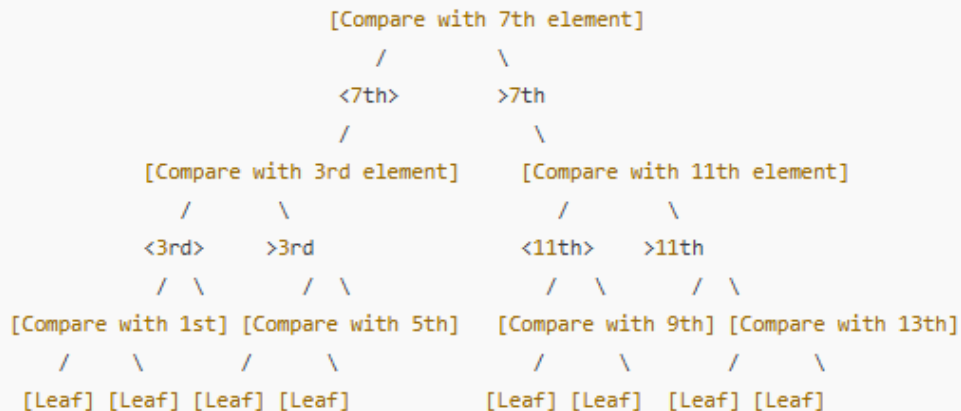 [Compare with 7th element]
/ \
<7th> >7th
/ \
[Compare with 3rd element] [Compare with 11th element]
/ \ / \
<3rd> >3rd <11th> >11th
/ \ / \ / \ / \
[Compare with 1st] [Compare with 5th] [Compare with 9th] [Compare with 13th]
/ \ / \ / \ / \
[Leaf] [Leaf] [Leaf] [Leaf] [Leaf] [Leaf] [Leaf] [Leaf]